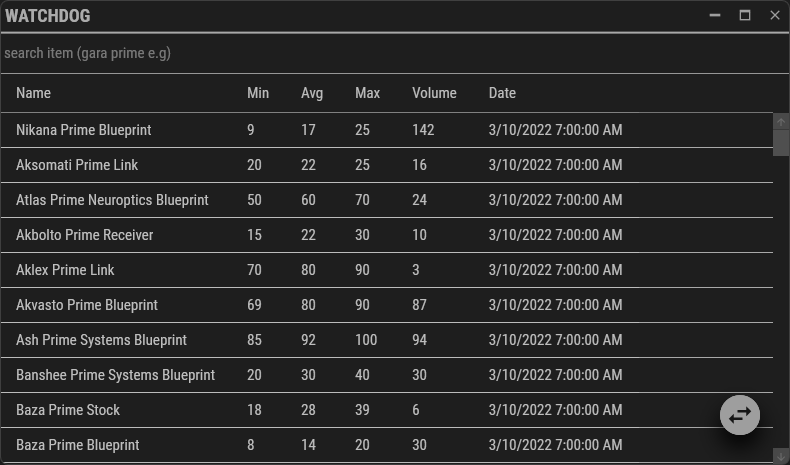 WATCHDOG
search item (gara prime e.g)
Name Min Avg Max Volume Date
Nikana Prime Blueprint 9 17 25 142 3/10/2022 7:00:00 AM
Aksomati Prime Link 20 22 25 16 3/10/2022 7:00:00 AM
Atlas Prime Neuroptics Blueprint 50 60 70 24 3/10/2022 7:00:00 AM
Akbolto Prime Receiver 15 22 30 10 3/10/2022 7:00:00 AM
Aklex Prime Link 70 80 90 3 3/10/2022 7:00:00 AM
Akvasto Prime Blueprint 69 80 90 87 3/10/2022 7:00:00 AM
Ash Prime Systems Blueprint 85 92 100 94 3/10/2022 7:00:00 AM
Banshee Prime Systems Blueprint 20 30 40 30 3/10/2022 7:00:00 AM
Baza Prime Stock 18 28 39 6 3/10/2022 7:00:00 AM
Baza Prime Blueprint 8 14 20 30 3/10/2022 7:00:00 AM